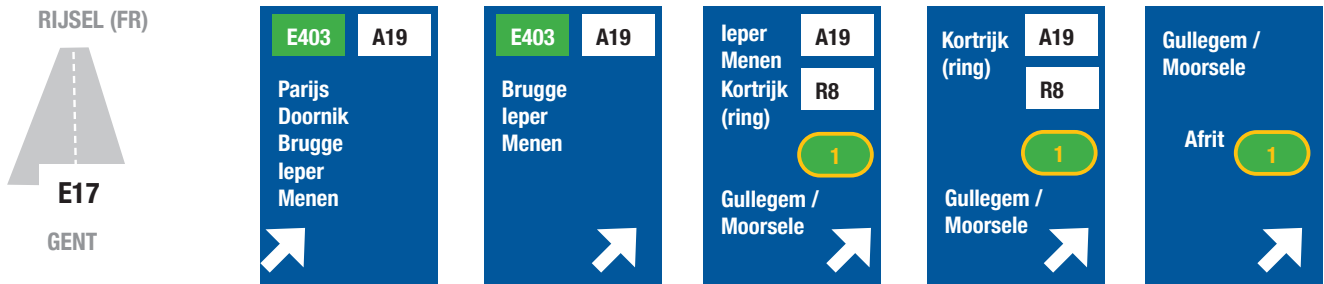 RIJSEL (FR)
E17
GENT
E403 A19
Parijs
Doornik
Brugge
Ieper
Menen
E403 A19
Brugge
Ieper
Menen
Ieper A19
Menen
Kortrijk R8
(ring)
1
Gullegem /
Moorsele
Kortrijk A19
(ring)
R8
1
Gullegem /
Moorsele
Gullegem /
Moorsele
Afrit 1